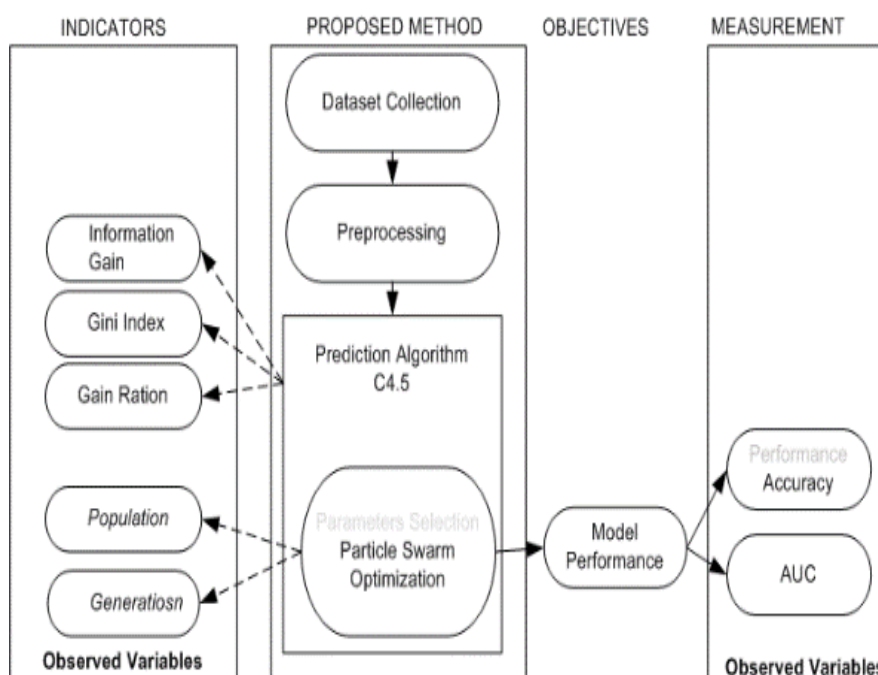 INDICATORS
PROPOSED METHOD
OBJECTIVES
MEASUREMENT
Dataset Collection
Preprocessing
Information
Gain
Gini Index
Gain Ration
Prediction Algorithm
C4.5
Population
Generatiosn
Observed Variables
Parameters Selection
Particle Swarm
Optimization
Model
Performance
Performance
Accuracy
AUC
Observed Variables